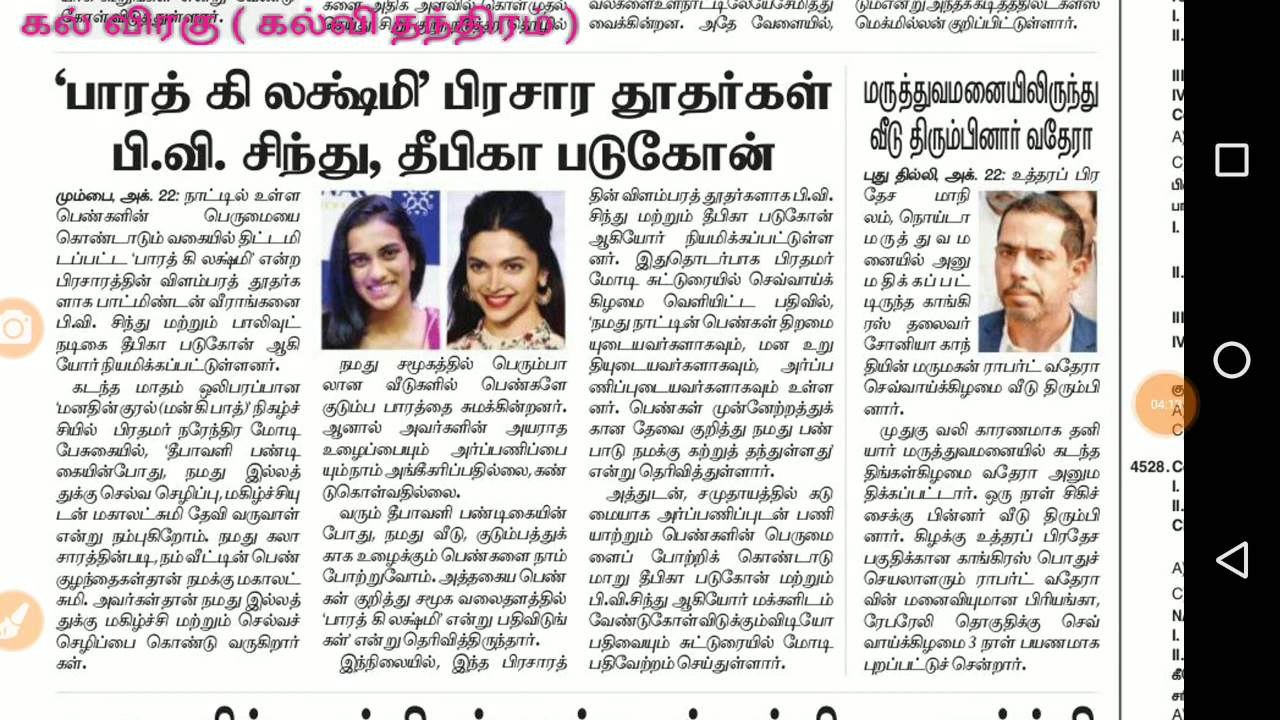 கல விரகு ( கல்வி தந்திரம் )
வைக்கின்றன. அதே வேளையில்,
மெக்மில்லன் குறிப்பிட்டுள்ளார்.
‘பாரத் கி லக்ஷ்மி’ பிரசார தூதர்கள்
பி.வி. சிந்து, தீபிகா படுகோன்
மும்பை, அக். 22: நாட்டில் உள்ள
பெண்களின் பெருமையை
கொண்டாடும் வகையில் திட்டமி
டப்பட்ட ‘பாரத் கி லக்ஷ்மி’ என்ற
பிரசாரத்தின் விளம்பரத் தூதர்க
ளாக பாட்மிண்டன் வீராங்கனை
பி.வி. சிந்து மற்றும் பாலிவுட்
நடிகை தீபிகா படுகோன் ஆகி
யோர் நியமிக்கப்பட்டுள்ளனர்.
கடந்த மாதம் ஒலிபரப்பான
‘மனதின் குரல் (மன் கி பாத்)’ நிகழ்ச்
சியில் பிரதமர் நரேந்திர மோடி
பேசுகையில், ‘தீபாவளி பண்டி
கையின்போது, நமது இல்லத்
துக்கு செல்வ செழிப்பு, மகிழ்ச்சியு
டன் மகாலட்சுமி தேவி வருவாள்
என்று நம்புகிறோம். நமது கலா
சாரத்தின்படி, நம் வீட்டின் பெண்
குழந்தைகள்தான் நமக்கு மகாலட்
சுமி. அவர்கள்தான் நமது இல்லத்
துக்கு மகிழ்ச்சி மற்றும் செல்வச்
செழிப்பை கொண்டு வருகிறார்
கள்.
நமது சமூகத்தில் பெரும்பா
லான வீடுகளில் பெண்களே
குடும்ப பாரத்தை சுமக்கின்றனர்.
ஆனால் அவர்களின் அயராத
உழைப்பையும் அர்ப்பணிப்பை
யும் நாம் அங்கீகரிப்பதில்லை, கண்
டுகொள்வதில்லை.
வரும் தீபாவளி பண்டிகையின்
போது, நமது வீடு, குடும்பத்துக்
காக உழைக்கும் பெண்களை நாம்
போற்றுவோம். அத்தகைய பெண்
கள் குறித்து சமூக வலைதளத்தில்
‘பாரத் கி லக்ஷ்மி’ என்று பதிவிடுங்
கள்’ என்று தெரிவித்திருந்தார்.
இந்நிலையில், இந்த பிரசாரத்
தின் விளம்பரத் தூதர்களாக பி.வி.
சிந்து மற்றும் தீபிகா படுகோன்
ஆகியோர் நியமிக்கப்பட்டுள்ள
னர். இதுதொடர்பாக பிரதமர்
மோடி சுட்டுரையில் செவ்வாய்க்
கிழமை வெளியிட்ட பதிவில்,
‘நமது நாட்டின் பெண்கள் திறமை
யுடையவர்களாகவும், மன உறு
தியுடையவர்களாகவும், அர்ப்ப
ணிப்புடையவர்களாகவும் உள்ள
னர். பெண்கள் முன்னேற்றத்துக்
கான தேவை குறித்து நமது பண்
பாடு நமக்கு கற்றுத் தந்துள்ளது’
என்று தெரிவித்துள்ளார்.
அத்துடன், சமுதாயத்தில் கடு
மையாக அர்ப்பணிப்புடன் பணி
யாற்றும் பெண்களின் பெருமை
யளைப் போற்றிக் கொண்டாடு
மாறு தீபிகா படுகோன் மற்றும்
பி.வி.சிந்து ஆகியோர் மக்களிடம்
வேண்டுகோள் விடுக்கும் விடியோ
பதிவையும் சுட்டுரையில் மோடி
பதிவேற்றம் செய்துள்ளார்.
மருத்துவமனையிலிருந்து
வீடு திரும்பினார் வதேரா
புது தில்லி, அக். 22: உத்தரப் பிர
தேச மாநி
லம், நொய்டா
மருத்துவம
னையில் அனு
மதிக்கப்பட்
டிருந்த காங்கி
ரஸ் தலைவர்
சோனியா காந்
தியின் மருமகன் ராபர்ட் வதேரா
செவ்வாய்க்கிழமை வீடு திரும்பி
னார்.
முதுகு வலி காரணமாக தனி
யார் மருத்துவமனையில் கடந்த
திங்கள்கிழமை வதேரா அனும
திக்கப்பட்டார். ஒரு நாள் சிகிச்
சைக்கு பின்னர் வீடு திரும்பி
னார். கிழக்கு உத்தரப் பிரதேச
பகுதிக்கான காங்கிரஸ் பொதுச்
செயலாளரும் ராபர்ட் வதேரா
வின் மனைவியுமான பிரியங்கா,
ரேபரேலி தொகுதிக்கு செவ்
வாய்க்கிழமை 3 நாள் பயணமாக
புறப்பட்டுச் சென்றார்.
04:13
4528.